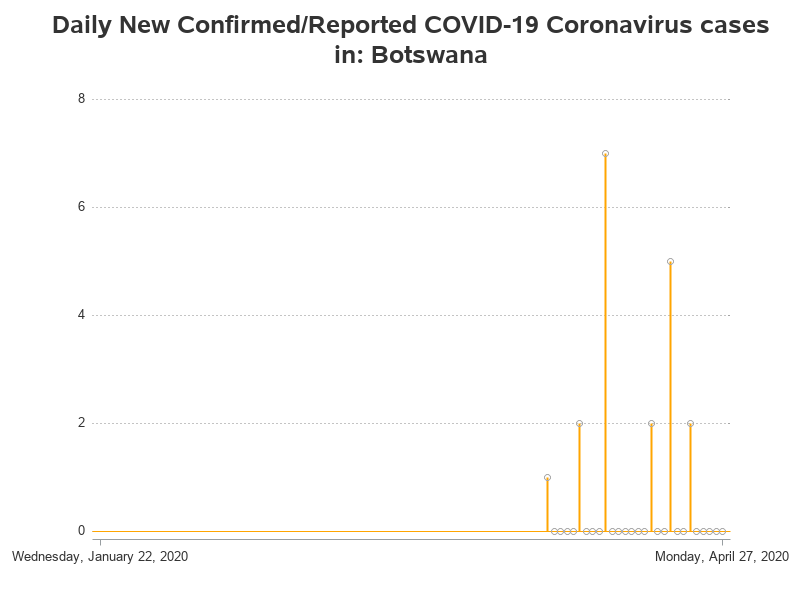 Daily New Confirmed/Reported COVID-19 Coronavirus cases
in: Botswana
8
6
4
2
0
Wednesday, January 22, 2020 Monday, April 27, 2020